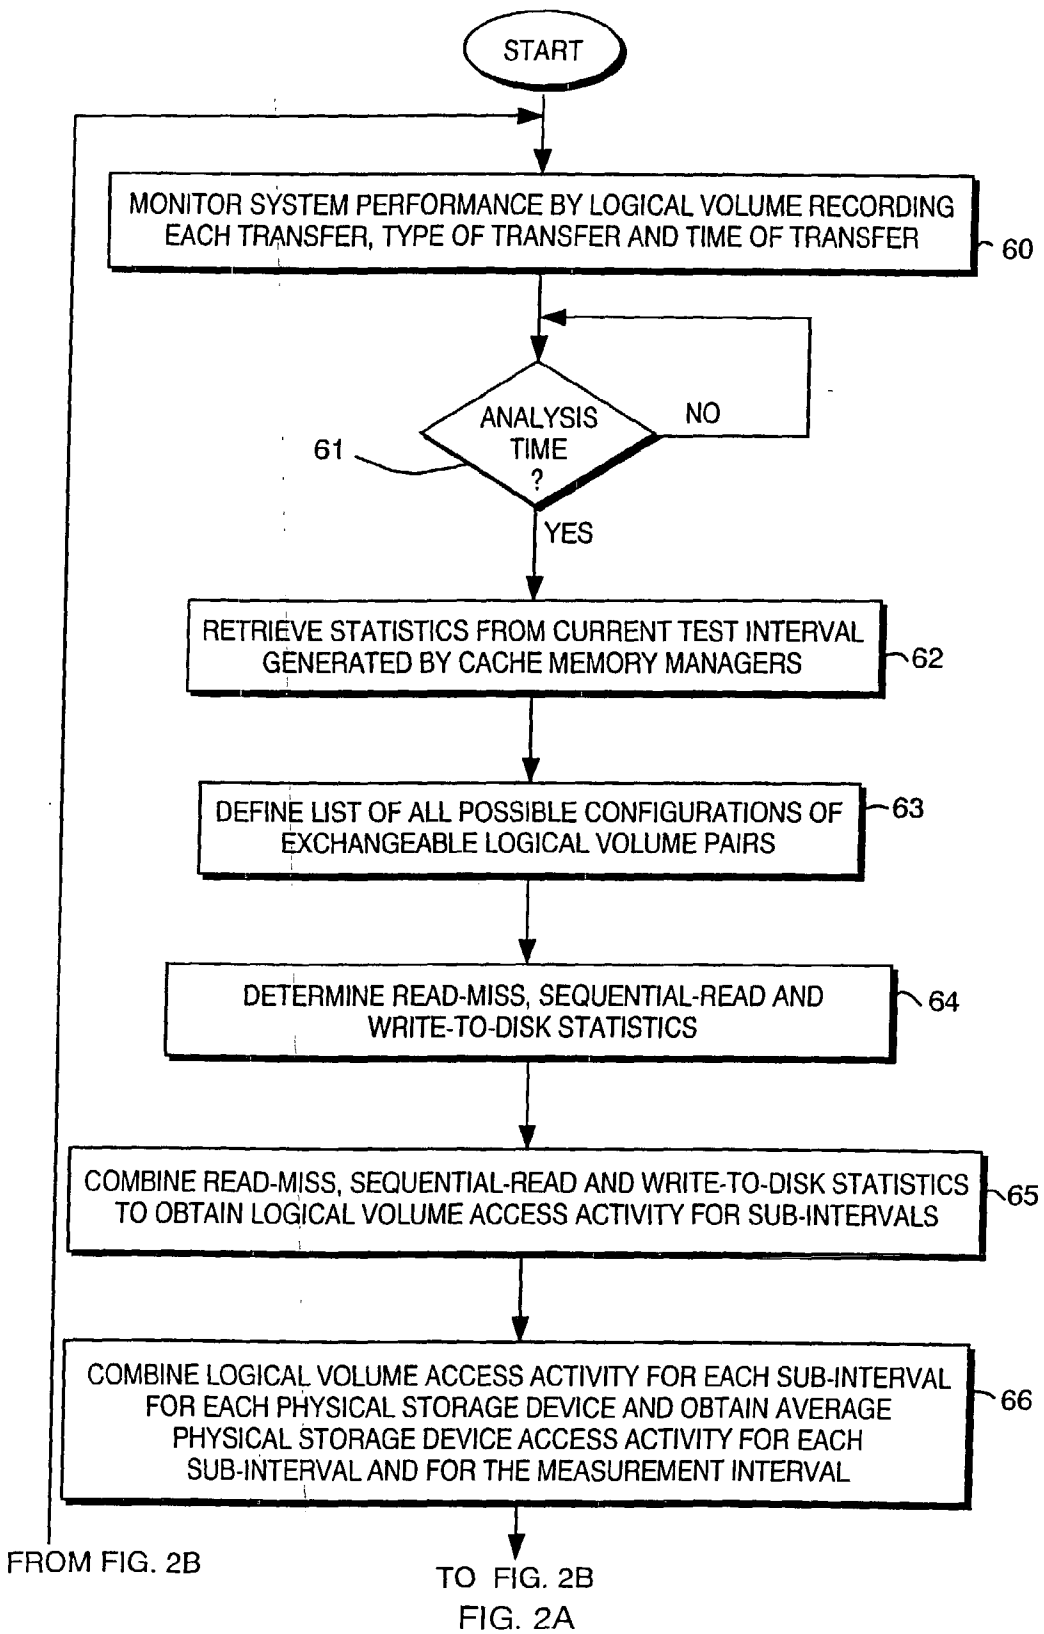 START
MONITOR SYSTEM PERFORMANCE BY LOGICAL VOLUME RECORDING
EACH TRANSFER, TYPE OF TRANSFER AND TIME OF TRANSFER
60
ANALYSIS
TIME
?
NO
61
YES
RETRIEVE STATISTICS FROM CURRENT TEST INTERVAL
GENERATED BY CACHE MEMORY MANAGERS
62
DEFINE LIST OF ALL POSSIBLE CONFIGURATIONS OF
EXCHANGEABLE LOGICAL VOLUME PAIRS
63
DETERMINE READ-MISS, SEQUENTIAL-READ AND
WRITE-TO-DISK STATISTICS
64
COMBINE READ-MISS, SEQUENTIAL-READ AND WRITE-TO-DISK STATISTICS
TO OBTAIN LOGICAL VOLUME ACCESS ACTIVITY FOR SUB-INTERVALS
65
COMBINE LOGICAL VOLUME ACCESS ACTIVITY FOR EACH SUB-INTERVAL
FOR EACH PHYSICAL STORAGE DEVICE AND OBTAIN AVERAGE
PHYSICAL STORAGE DEVICE ACCESS ACTIVITY FOR EACH
SUB-INTERVAL AND FOR THE MEASUREMENT INTERVAL
66
FROM FIG. 2B
TO FIG. 2B
FIG. 2A